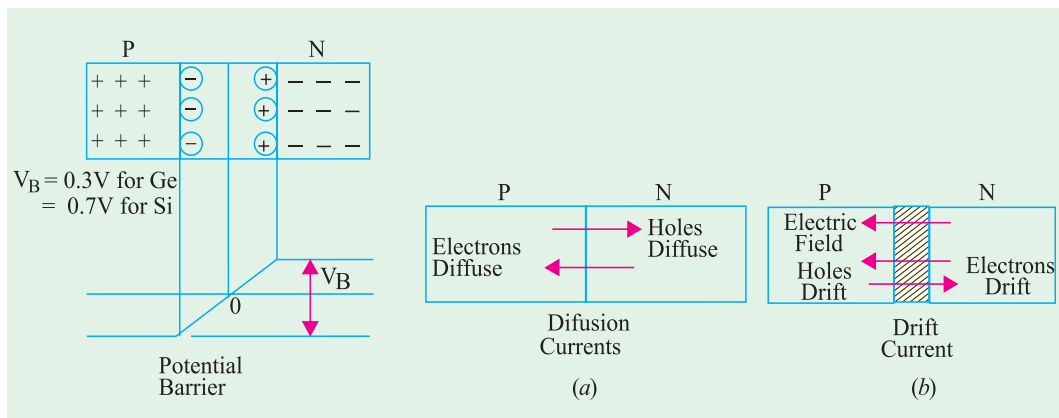 P N
+ + + − + − − −
+ + + − + − − −
+ + + − + − − −
V_B = 0.3V for Ge
= 0.7V for Si
V_B
0
Potential
Barrier
P N
Electrons
Diffuse
Holes
Diffuse
Difusion
Currents
(a)
P N
Electric
Field
Holes
Drift
Electrons
Drift
Drift
Current
(b)